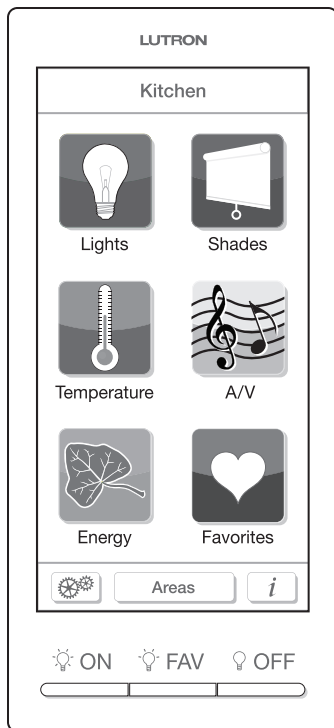 LUTRON
Kitchen
Lights Shades
Temperature A/V
Energy Favorites
Areas i
ON FAV OFF